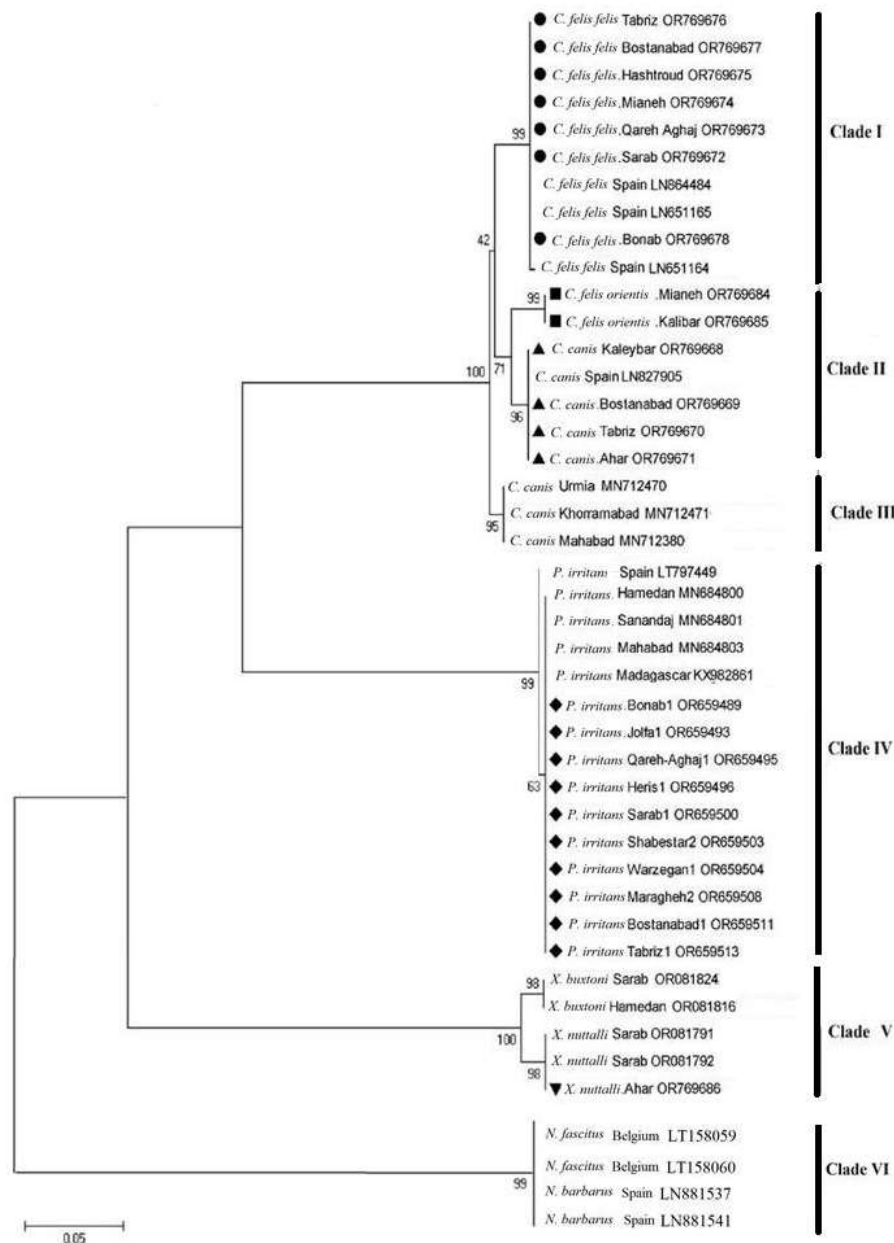 C. felis felis Tabriz OR769676
C. felis felis Bostanabad OR769677
C. felis felis. Hashtroud OR769675
C. felis felis. Mianeh OR769674
C. felis felis. Qareh Aghaj OR769673
C. felis felis. Sarab OR769672
C. felis felis Spain LN864484
C. felis felis Spain LN651165
C. felis felis. Bonab OR769678
C. felis felis Spain LN651164
99
Clade I
42
C. felis orientis .Mianeh OR769684
C. felis orientis .Kalibar OR769685
99
C. canis Kaleybar OR769668
C. canis Spain LN827905
C. canis. Bostanabad OR769669
C. canis Tabriz OR769670
C. canis. Ahar OR769671
71
96
Clade II
100
C. canis Urmia MN712470
C. canis Khorramabad MN712471
C. canis Mahabad MN712380
95
Clade III
P. irritans Spain LT797449
P. irritans. Hamedan MN684800
P. irritans. Sanandaj MN684801
P. irritans Mahabad MN684803
P. irritans Madagascar KX982861
99
P. irritans. Bonab1 OR659489
P. irritans. Jolfa1 OR659493
P. irritans Qareh-Aghaj1 OR659495
P. irritans Heris1 OR659496
P. irritans Sarab1 OR659500
P. irritans Shabestar2 OR659503
P. irritans Warzegan1 OR659504
P. irritans Maragheh2 OR659508
P. irritans Bostanabad1 OR659511
P. irritans Tabriz1 OR659513
63
Clade IV
X. buxtoni Sarab OR081824
X. buxtoni Hamedan OR081816
98
X. nuttalli Sarab OR081791
X. nuttalli Sarab OR081792
X. nuttalli. Ahar OR769686
100
98
Clade V
N. fascitus Belgium LT158059
N. fascitus Belgium LT158060
N. barbarus Spain LN881537
N. barbarus Spain LN881541
99
Clade VI
0.05